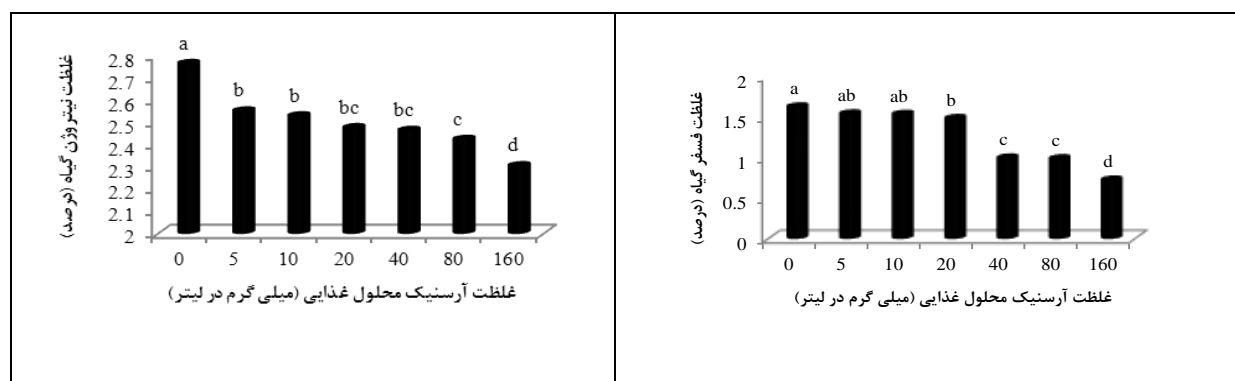 a
b
b
bc
bc
c
d
2.8
2.7
2.6
2.5
2.4
2.3
2.2
2.1
2
غلظت نیتروژن گیاه (درصد)
0 5 10 20 40 80 160
غلظت آرسنیک محلول غذایی (میلی گرم در لیتر)
a
ab
ab
b
c
c
d
2
1.5
1
0.5
0
غلظت فسفر گیاه (درصد)
0 5 10 20 40 80 160
غلظت آرسنیک محلول غذایی (میلی گرم در لیتر)